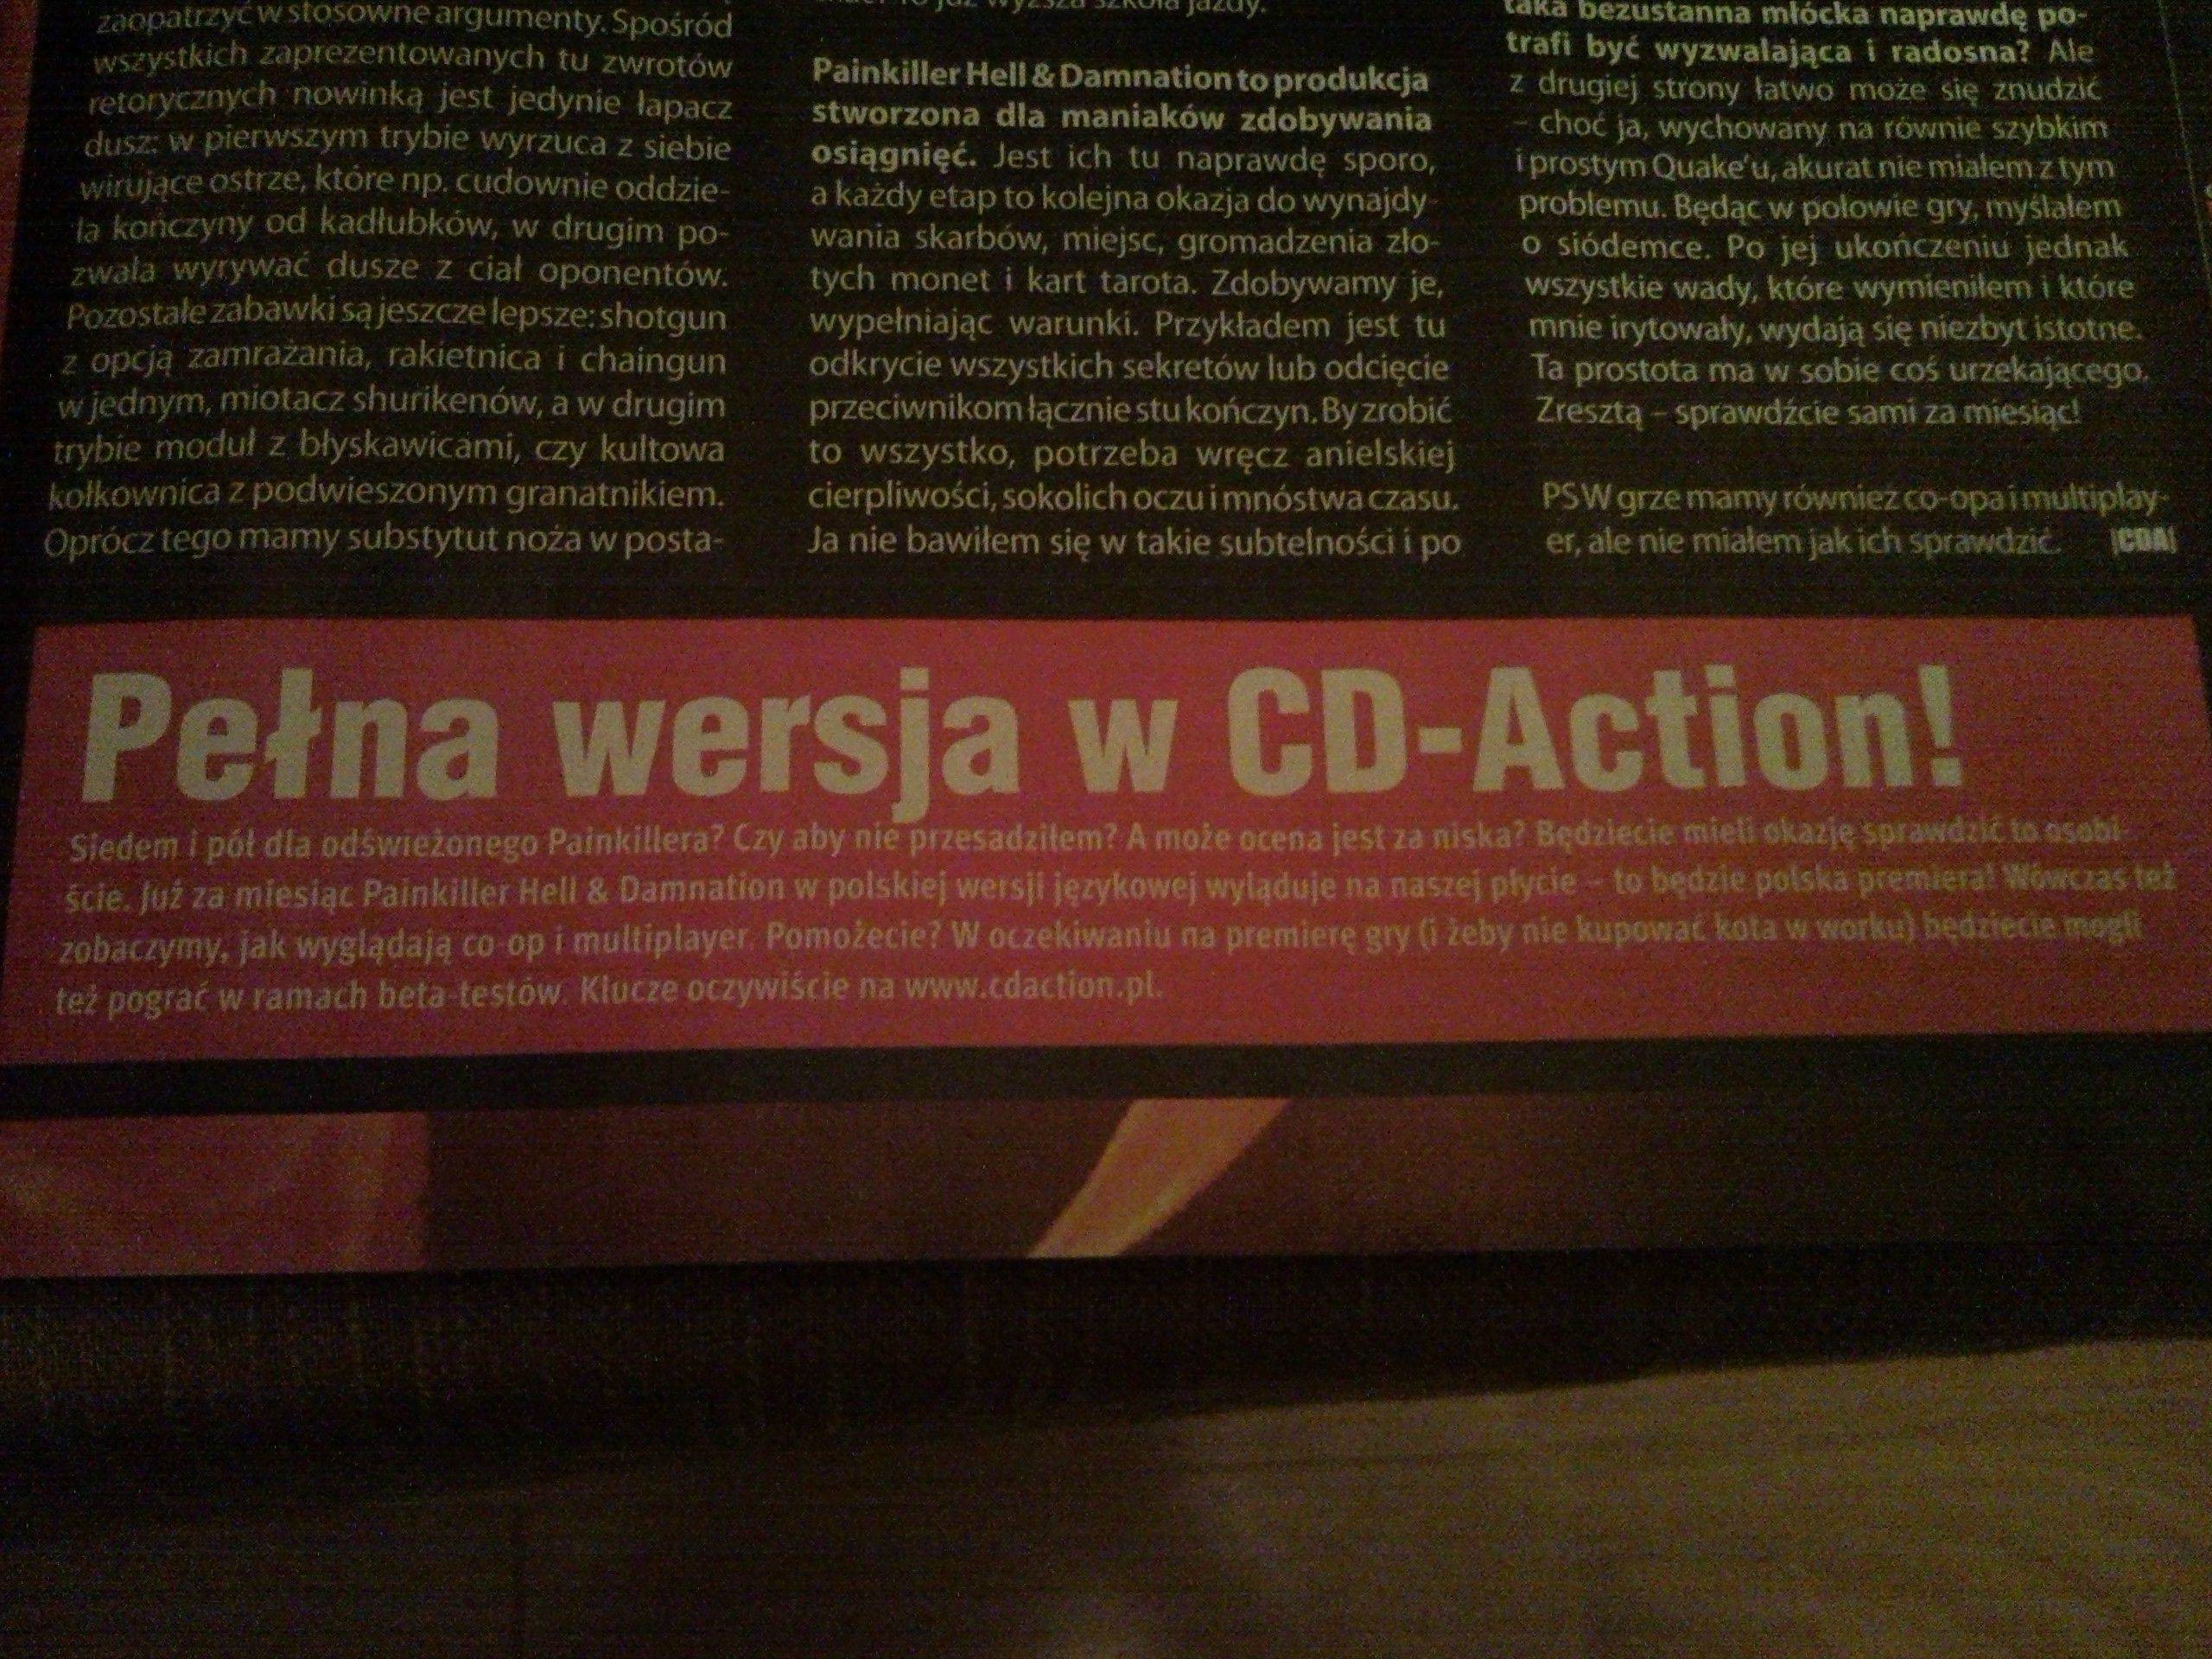 zaopatrzyć w stosowne argumenty. Spośród
wszystkich zaprezentowanych tu zwrotów
retorycznych nowinką jest jedynie łapacz
dusz: w pierwszym trybie wyrzuca z siebie
wirujące ostrze, które np. cudownie oddzie-
la kończyny od kadłubków, w drugim po-
zwala wyrywać dusze z ciał oponentów.
Pozostałe zabawki są jeszcze lepsze: shotgun
z opcją zamrażania, rakietnica i chaingun
w jednym, miotacz shurikenów, a w drugim
trybie moduł z błyskawicami, czy kultowa
kołkownica z podwieszonym granatnikiem.
Oprócz tego mamy substytut noża w posta-
już wyższa szkoła jazdy.
Painkiller Hell & Damnation to produkcja
stworzona dla maniaków zdobywania
osiągnięć. Jest ich tu naprawdę sporo,
a każdy etap to kolejna okazja do wynajdy-
wania skarbów, miejsc, gromadzenia zło-
tych monet i kart tarota. Zdobywamy je,
wypełniając warunki. Przykładem jest tu
odkrycie wszystkich sekretów lub odcięcie
przeciwnikom łącznie stu kończyn. By zrobić
to wszystko, potrzeba wręcz anielskiej
cierpliwości, sokolich oczu i mnóstwa czasu.
Ja nie bawiłem się w takie subtelności i po
taka bezustanna młócka naprawdę po-
trafi być wyzwalająca i radosna? Ale
z drugiej strony łatwo może się znudzić
– choć ja, wychowany na równie szybkim
i prostym Quake'u, akurat nie miałem z tym
problemu. Będąc w połowie gry, myślałem
o siódemce. Po jej ukończeniu jednak
wszystkie wady, które wymieniłem i które
mnie irytowały, wydają się niezbyt istotne.
Ta prostota ma w sobie coś urzekającego.
Zresztą – sprawdźcie sami za miesiąc!
PS W grze mamy również co-opa i multiplay-
er, ale nie miałem jak ich sprawdzić. |CDA|
Pełna wersja w CD-Action!
Siedem i pół dla odświeżonego Painkillera? Czy aby nie przesadziłem? A może ocena jest za niska? Będziecie mieli okazję sprawdzić to osobi-
ście. Już za miesiąc Painkiller Hell & Damnation w polskiej wersji językowej wyląduje na naszej płycie – to będzie polska premiera! Wówczas też
zobaczymy, jak wyglądają co-op i multiplayer. Pomożecie? W oczekiwaniu na premierę gry (i żeby nie kupować kota w worku) będziecie mogli
też pograć w ramach beta-testów. Klucze oczywiście na www.cdaction.pl.